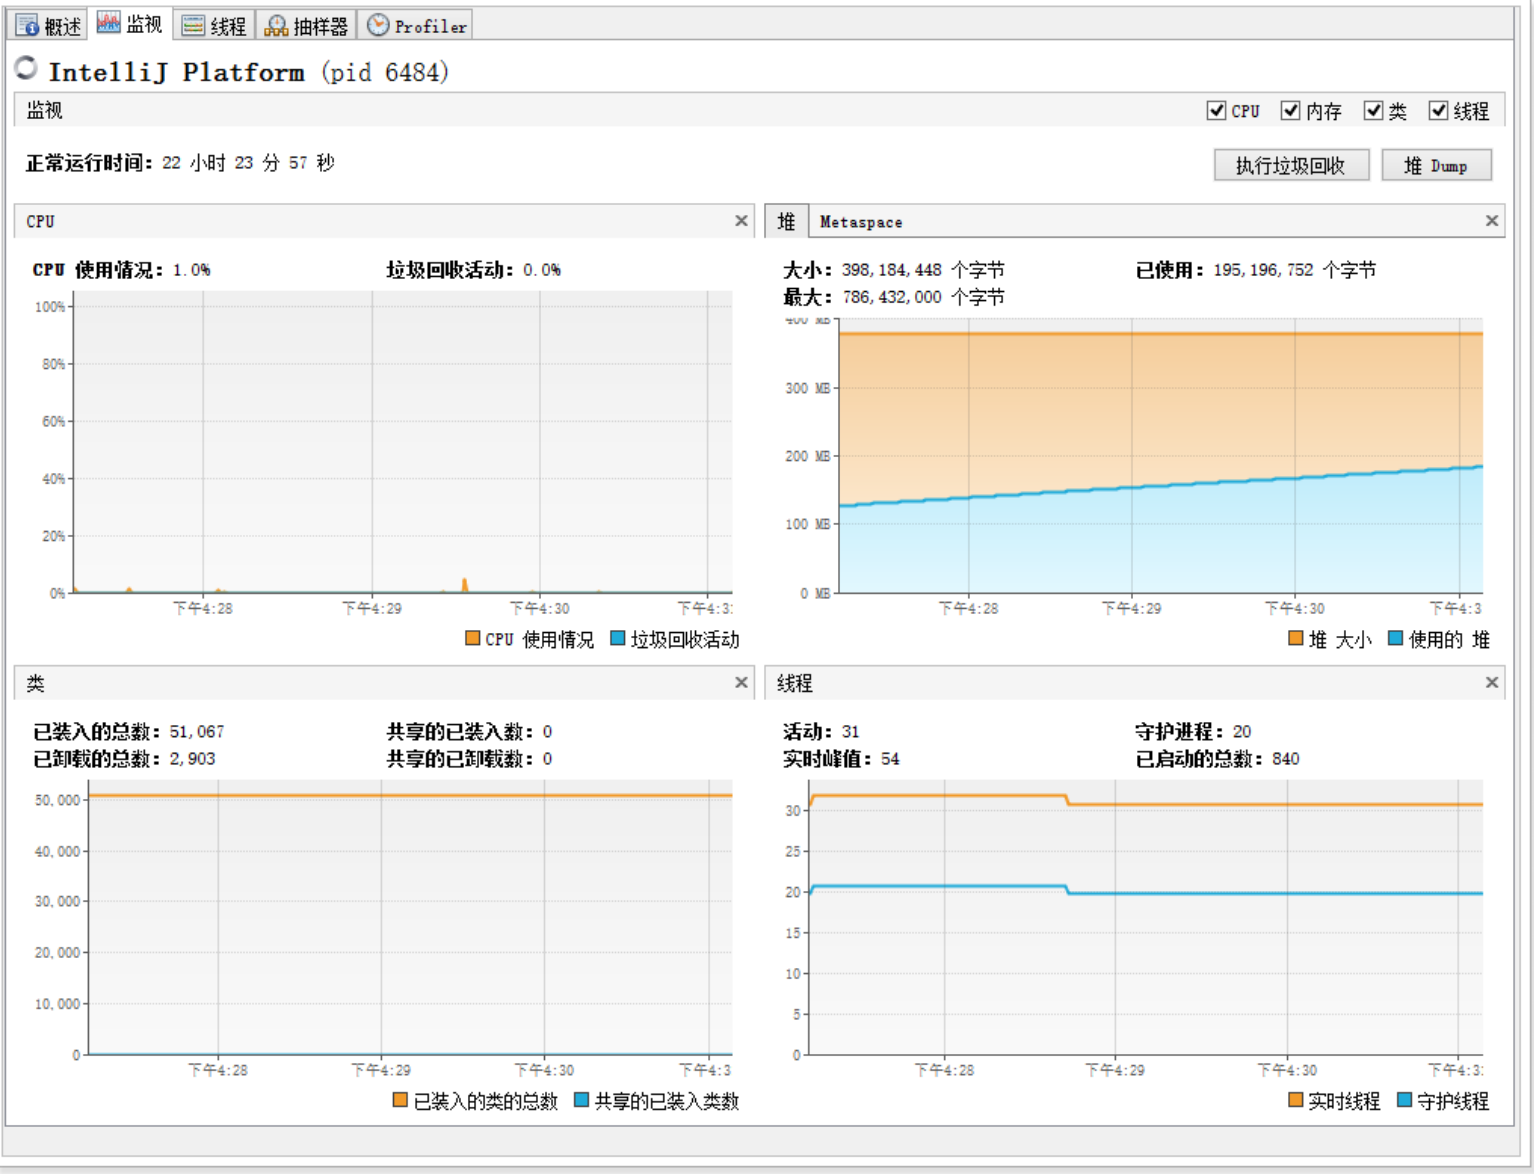 概述 监视 线程 抽样器 Profiler
IntelliJ Platform (pid 6484)
监视 CPU 内存 类 线程
正常运行时间: 22 小时 23 分 57 秒 执行垃圾回收 堆 Dump
CPU
CPU 使用情况: 1.0% 垃圾回收活动: 0.0%
100%
80%
60%
40%
20%
0%
下午4:28 下午4:29 下午4:30 下午4:3
CPU 使用情况 垃圾回收活动
堆 Metaspace
大小: 398,184,448 个字节 已使用: 195,196,752 个字节
最大: 786,432,000 个字节
400 MB
300 MB
200 MB
100 MB
0 MB
下午4:28 下午4:29 下午4:30 下午4:3
堆 大小 使用的 堆
类
已装入的总数: 51,067 共享的已装入数: 0
已卸载的总数: 2,903 共享的已卸载数: 0
50,000
40,000
30,000
20,000
10,000
0
下午4:28 下午4:29 下午4:30 下午4:3
已装入的类的总数 共享的已装入类数
线程
活动: 31 守护进程: 20
实时峰值: 54 已启动的总数: 840
30
25
20
15
10
5
0
下午4:28 下午4:29 下午4:30 下午4:3
实时线程 守护线程